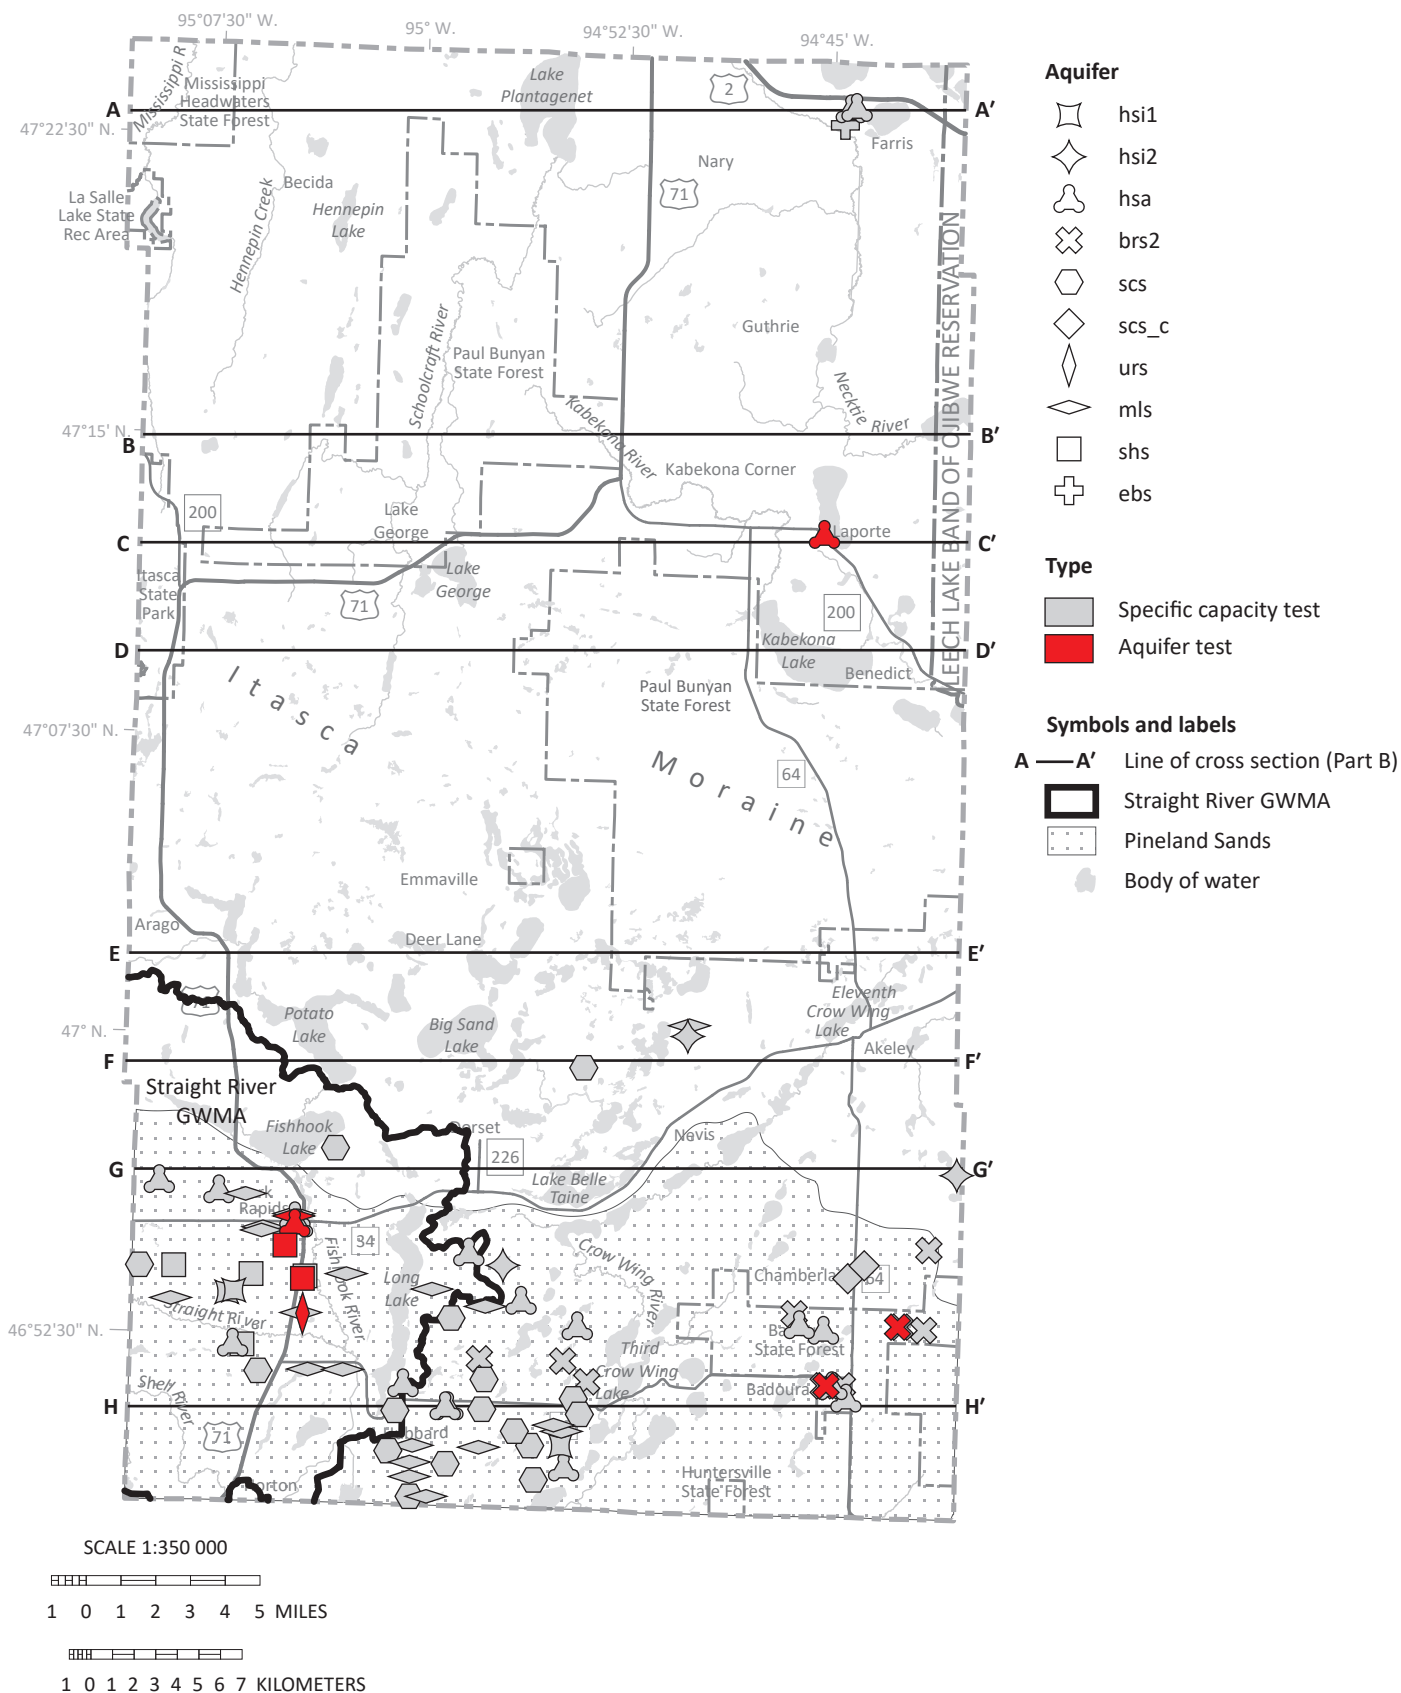 95°07'30" W.
95° W.
94°52'30" W.
94°45' W.
Mississippi R
Mississippi
Headwaters
State Forest
Lake
Plantagenet
2
A
A′
47°22'30" N.
Farris
Nary
71
La Salle
Lake State
Rec Area
Becida
Hennepin
Lake
Hennepin Creek
LEECH LAKE BAND OF OJIBWE RESERVATION
Schoolcraft River
Guthrie
Paul Bunyan
State Forest
Necktie River
Kabekona River
47°15' N.
B
B′
Kabekona Corner
200
Lake
George
Laporte
C
C′
Itasca
State
Park
Lake
George
71
200
Kabekona
Lake
D
D′
Benedict
Paul Bunyan
State Forest
Itasca
Moraine
47°07'30" N.
64
Emmaville
Arago
Deer Lane
E
E′
71
Eleventh
Crow Wing
Lake
Potato
Lake
Big Sand
Lake
47° N.
Akeley
F
F′
Straight River
GWMA
Fishhook
Lake
Dorset
Nevis
226
G
G′
Lake Belle
Taine
Rapids
34
Fishhook River
Crow Wing River
Long
Lake
Chamberla
64
Straight River
46°52'30" N.
Ba
State Forest
Third
Crow Wing
Lake
Shell River
Badoura
H
H′
71
Hubbard
Huntersville
State Forest
Horton
Aquifer
hsi1
hsi2
hsa
brs2
scs
scs_c
urs
mls
shs
ebs
Type
Specific capacity test
Aquifer test
Symbols and labels
A A′ Line of cross section (Part B)
Straight River GWMA
Pineland Sands
Body of water
SCALE 1:350 000
1 0 1 2 3 4 5 MILES
1 0 1 2 3 4 5 6 7 KILOMETERS